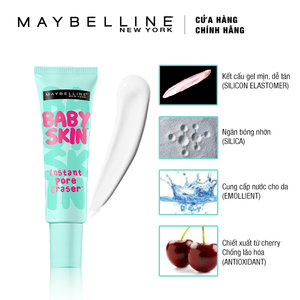 MAYBELLINE
NEW YORK
CỬA HÀNG
CHÍNH HÃNG
MAYBELLINE
BABY
SKIN
Instant
Pore
Eraser
Kết cấu gel mịn, dễ tán
(SILICON ELASTOMER)
Ngăn bóng nhờn
(SILICA)
Cung cấp nước cho da
(EMOLLIENT)
Chiết xuất từ cherry
Chống lão hóa
(ANTIOXIDANT)